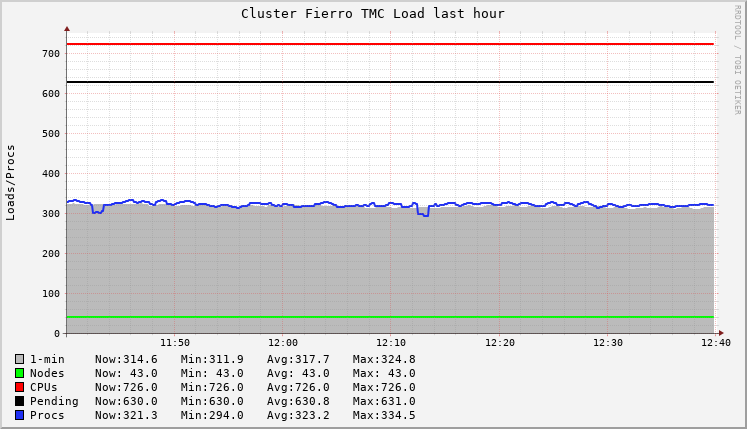 Cluster Fierro TMC Load last hour
RRDTOOL / TOBI OETIKER
Loads/Procs
700
600
500
400
300
200
100
0
11:50 12:00 12:10 12:20 12:30 12:40
1-min Now:314.6 Min:311.9 Avg:317.7 Max:324.8
Nodes Now: 43.0 Min: 43.0 Avg: 43.0 Max: 43.0
CPUs Now:726.0 Min:726.0 Avg:726.0 Max:726.0
Pending Now:630.0 Min:630.0 Avg:630.8 Max:631.0
Procs Now:321.3 Min:294.0 Avg:323.2 Max:334.5